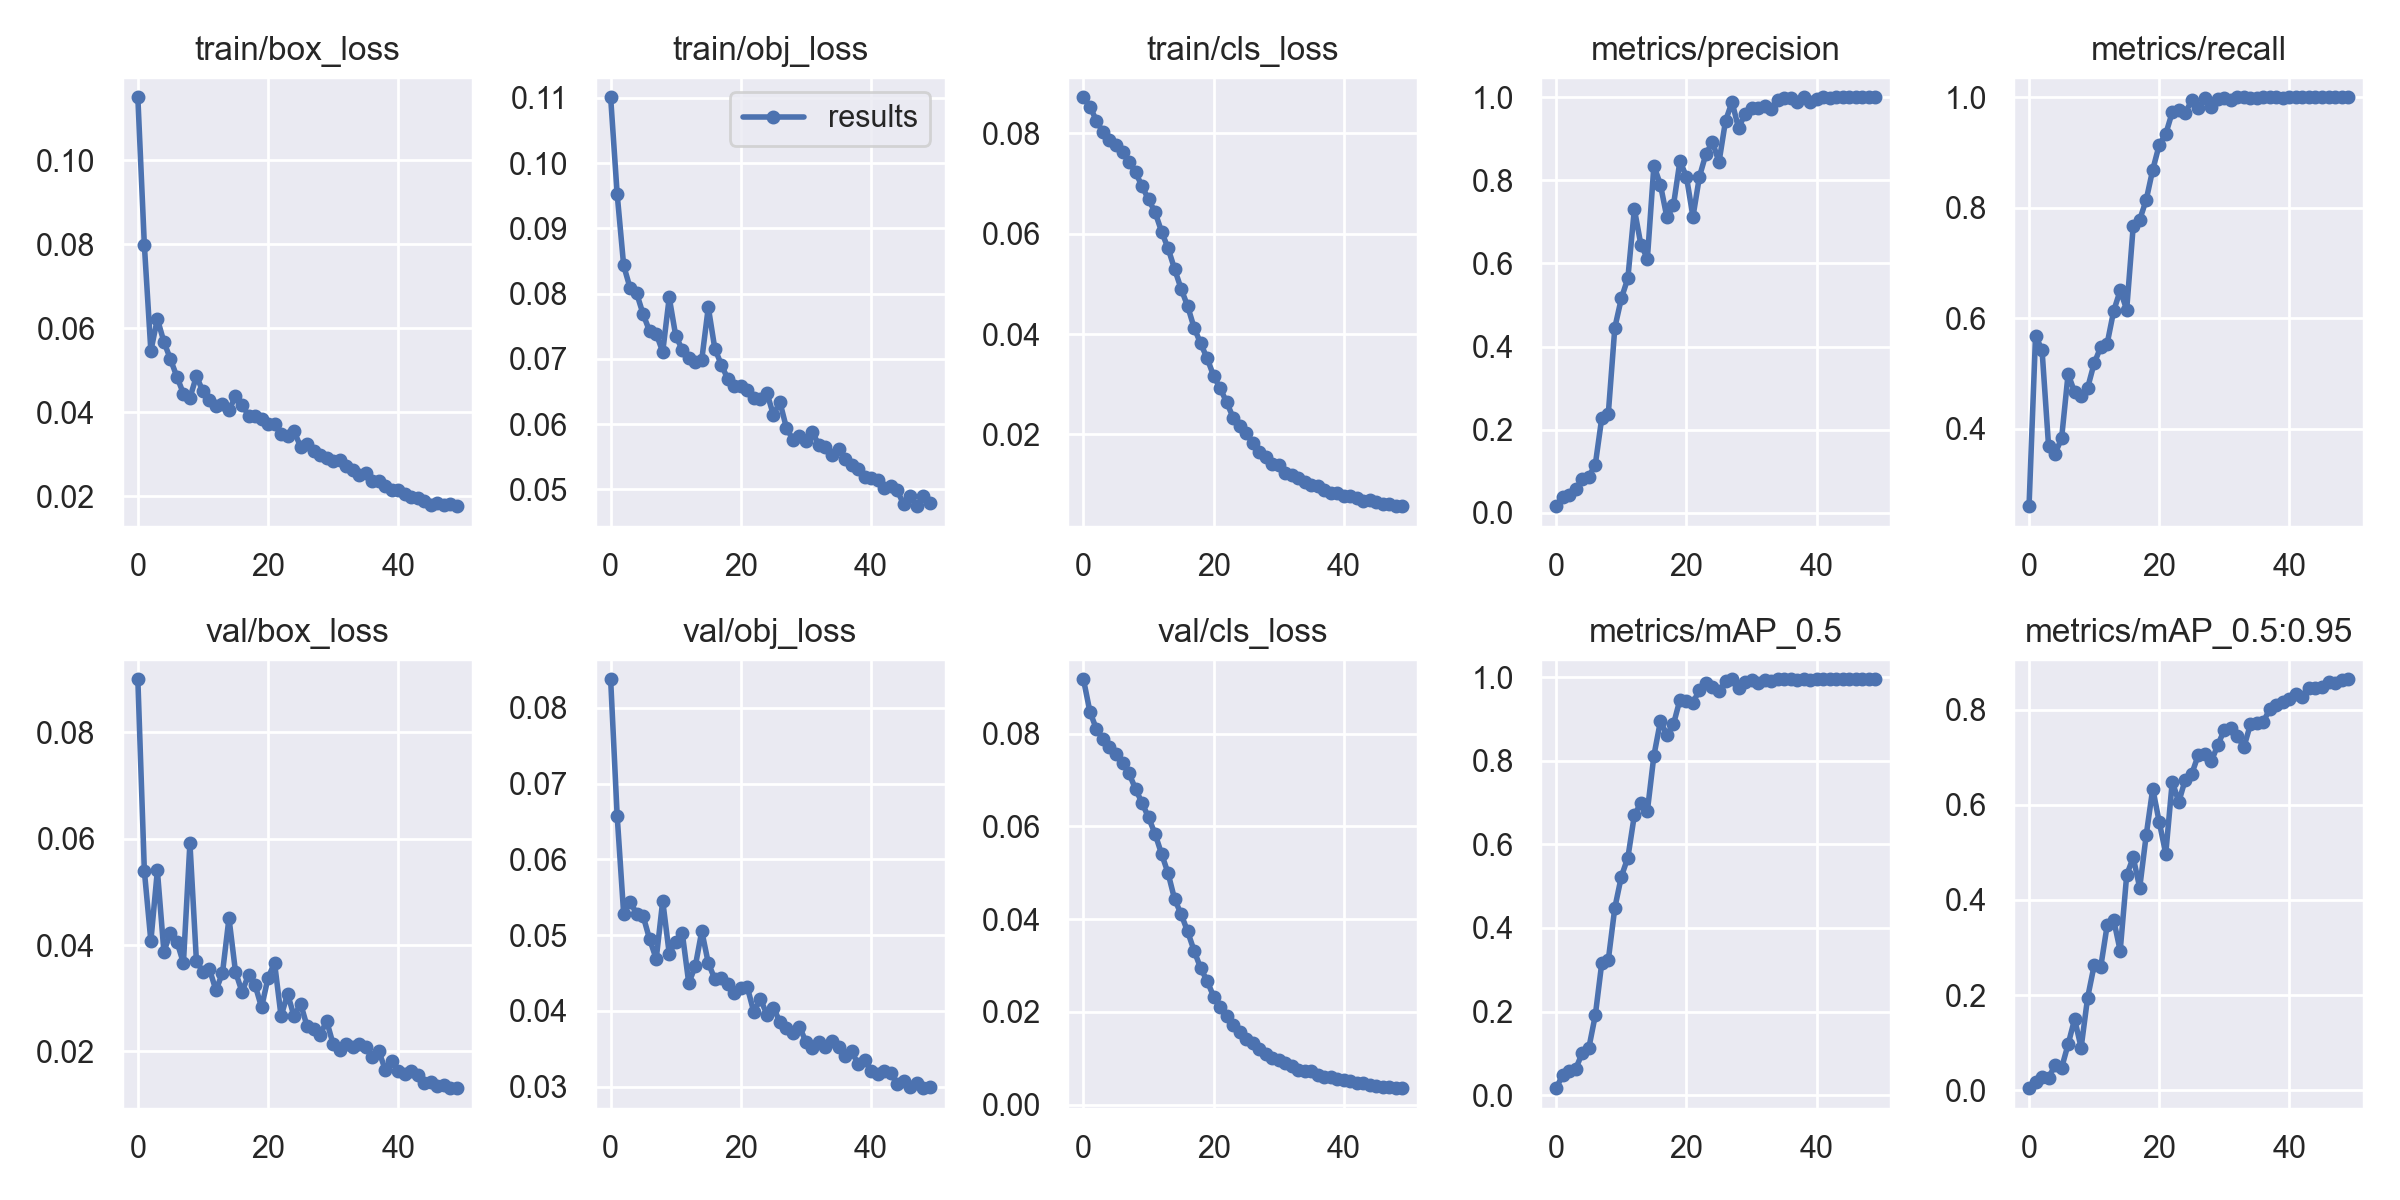 train/box_loss
train/obj_loss
train/cls_loss
metrics/precision
metrics/recall
0.10
0.08
0.06
0.04
0.02
0 20 40
0.11
0.10
0.09
0.08
0.07
0.06
0.05
0 20 40
results
0.08
0.06
0.04
0.02
0 20 40
1.0
0.8
0.6
0.4
0.2
0.0
0 20 40
1.0
0.8
0.6
0.4
0 20 40
val/box_loss
val/obj_loss
val/cls_loss
metrics/mAP_0.5
metrics/mAP_0.5:0.95
0.08
0.06
0.04
0.02
0 20 40
0.08
0.07
0.06
0.05
0.04
0.03
0 20 40
0.08
0.06
0.04
0.02
0.00
0 20 40
1.0
0.8
0.6
0.4
0.2
0.0
0 20 40
0.8
0.6
0.4
0.2
0.0
0 20 40